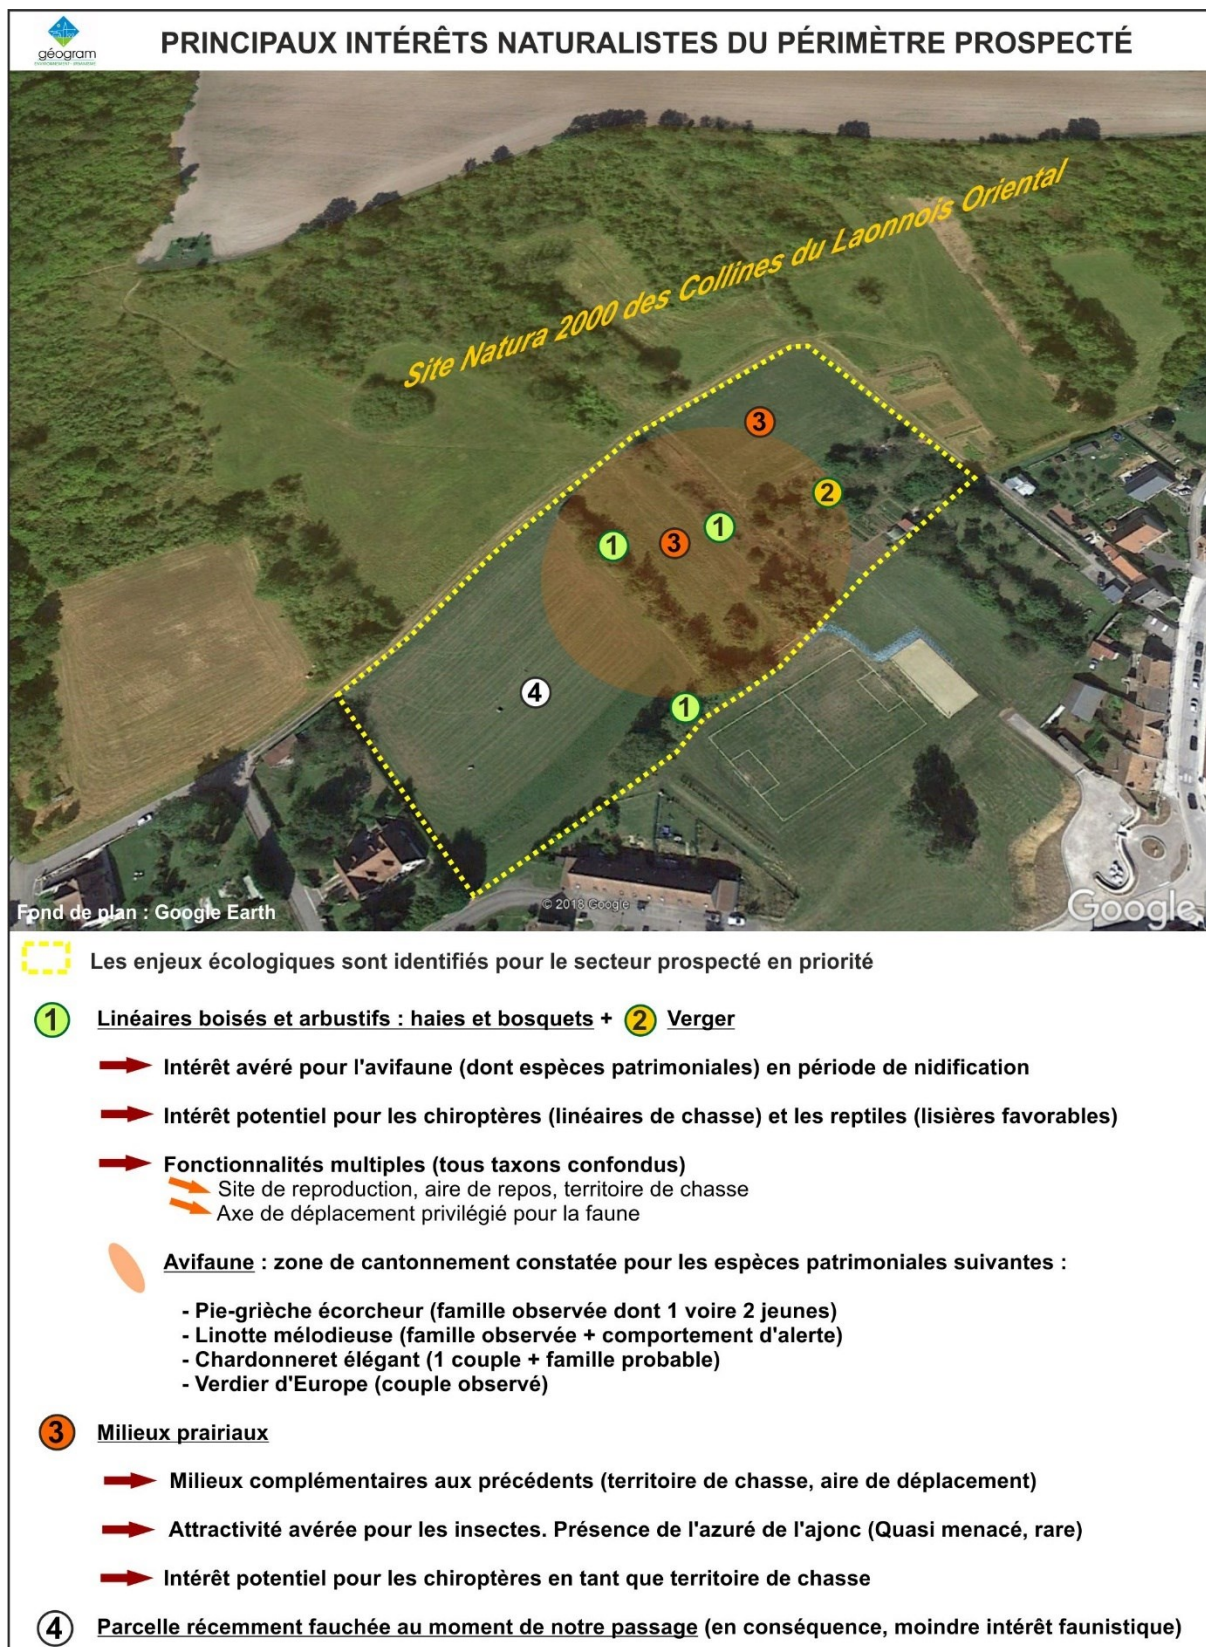 géogram
ENVIRONNEMENT - URBANISME
PRINCIPAUX INTÉRÊTS NATURALISTES DU PÉRIMÈTRE PROSPECTÉ
Site Natura 2000 des Collines du Laonnois Oriental
3
2
1
3
1
4
1
Fond de plan : Google Earth
© 2018 Google
Google
Les enjeux écologiques sont identifiés pour le secteur prospecté en priorité
1 Linéaires boisés et arbustifs : haies et bosquets + 2 Verger
Intérêt avéré pour l'avifaune (dont espèces patrimoniales) en période de nidification
Intérêt potentiel pour les chiroptères (linéaires de chasse) et les reptiles (lisières favorables)
Fonctionnalités multiples (tous taxons confondus)
Site de reproduction, aire de repos, territoire de chasse
Axe de déplacement privilégié pour la faune
Avifaune : zone de cantonnement constatée pour les espèces patrimoniales suivantes :
- Pie-grièche écorcheur (famille observée dont 1 voire 2 jeunes)
- Linotte mélodieuse (famille observée + comportement d'alerte)
- Chardonneret élégant (1 couple + famille probable)
- Verdier d'Europe (couple observé)
3 Milieux prairiaux
Milieux complémentaires aux précédents (territoire de chasse, aire de déplacement)
Attractivité avérée pour les insectes. Présence de l'azuré de l'ajonc (Quasi menacé, rare)
Intérêt potentiel pour les chiroptères en tant que territoire de chasse
4 Parcelle récemment fauchée au moment de notre passage (en conséquence, moindre intérêt faunistique)